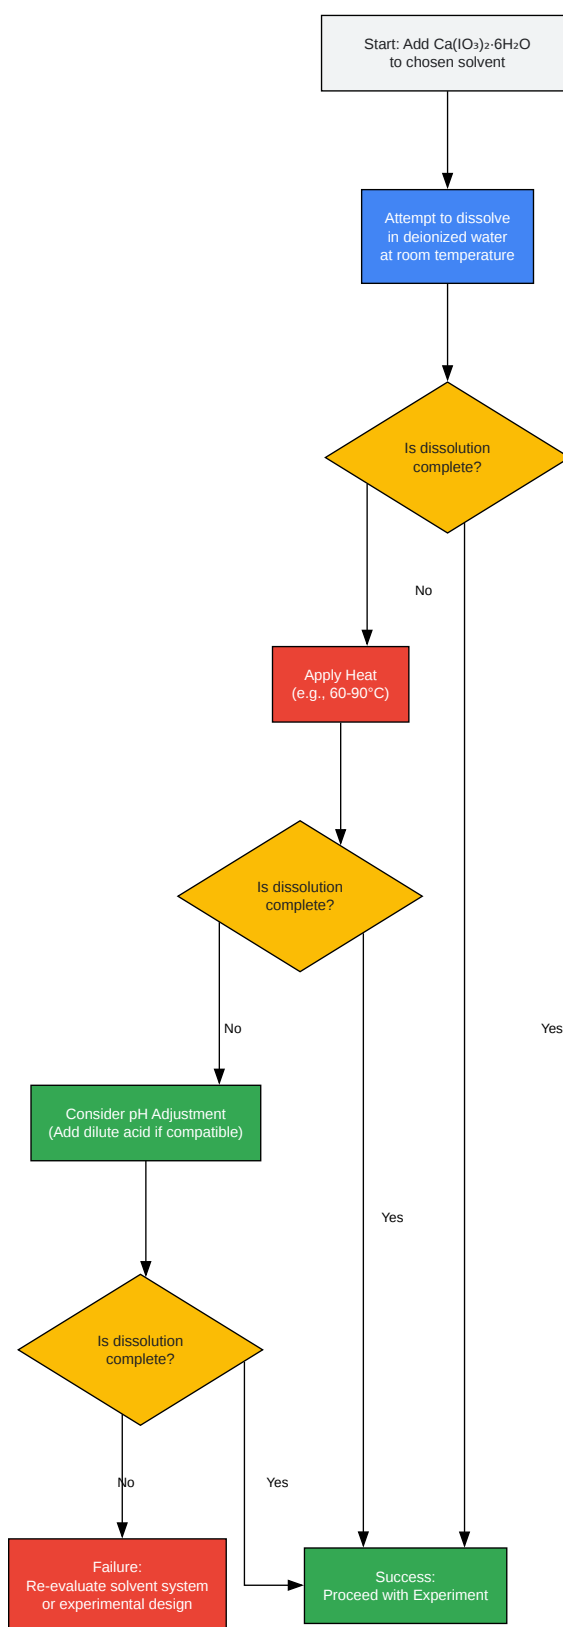 Start: Add Ca(IO₃)₂·6H₂O
to chosen solvent
Attempt to dissolve
in deionized water
at room temperature
Is dissolution
complete?
No
Apply Heat
(e.g., 60-90°C)
Is dissolution
complete?
No
Yes
Consider pH Adjustment
(Add dilute acid if compatible)
Yes
Is dissolution
complete?
No
Yes
Failure:
Re-evaluate solvent system
or experimental design
Success:
Proceed with Experiment